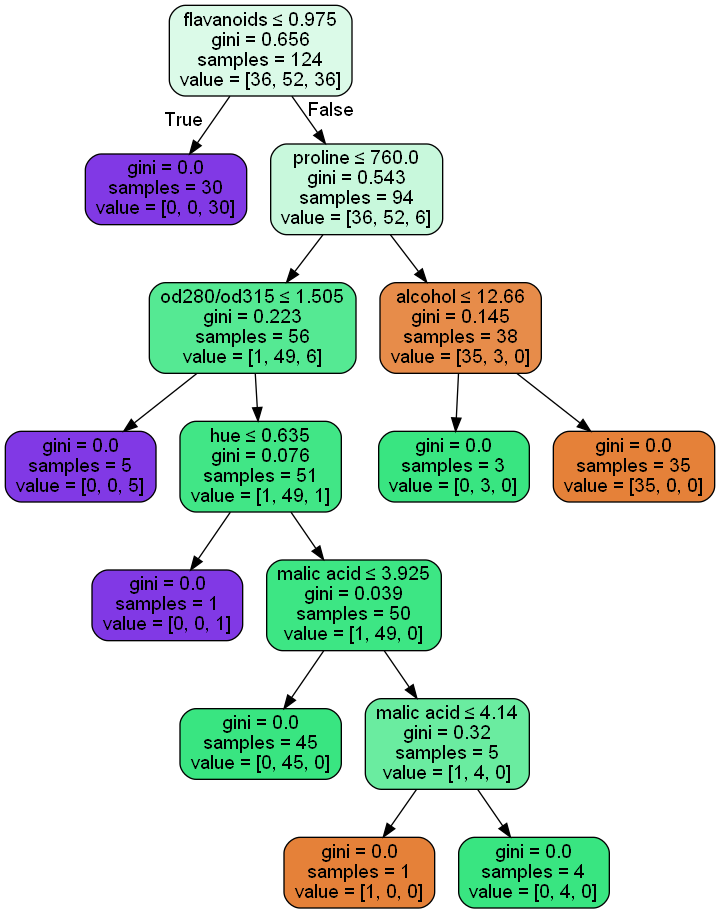 flavanoids ≤ 0.975
gini = 0.656
samples = 124
value = [36, 52, 36]
True
False
gini = 0.0
samples = 30
value = [0, 0, 30]
proline ≤ 760.0
gini = 0.543
samples = 94
value = [36, 52, 6]
od280/od315 ≤ 1.505
gini = 0.223
samples = 56
value = [1, 49, 6]
alcohol ≤ 12.66
gini = 0.145
samples = 38
value = [35, 3, 0]
gini = 0.0
samples = 5
value = [0, 0, 5]
hue ≤ 0.635
gini = 0.076
samples = 51
value = [1, 49, 1]
gini = 0.0
samples = 3
value = [0, 3, 0]
gini = 0.0
samples = 35
value = [35, 0, 0]
gini = 0.0
samples = 1
value = [0, 0, 1]
malic acid ≤ 3.925
gini = 0.039
samples = 50
value = [1, 49, 0]
gini = 0.0
samples = 45
value = [0, 45, 0]
malic acid ≤ 4.14
gini = 0.32
samples = 5
value = [1, 4, 0]
gini = 0.0
samples = 1
value = [1, 0, 0]
gini = 0.0
samples = 4
value = [0, 4, 0]